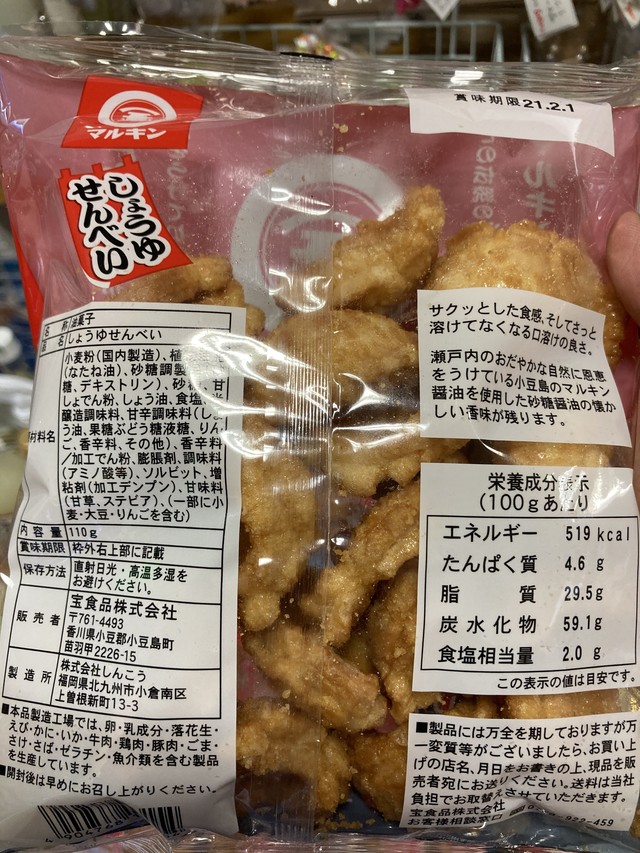 マルキン
しょうゆ
せんべい
賞味期限21.2.1
名 称 油菓子
品 名 しょうゆせんべい
材料名
小麦粉(国内製造)、植
(なたね油)、砂糖調製
糖、デキストリン)、砂糖、甘
しょでん粉、しょうゆ、食塩、
醸造調味料、甘辛調味料(しょ
う油、果糖ぶどう糖液糖、りん
ご、香辛料、その他)、香辛料
/加工でん粉、膨脹剤、調味料
(アミノ酸等)、ソルビット、増
粘剤(加工デンプン)、甘味料
(甘草、ステビア)、(一部に小
麦・大豆・りんごを含む)
内 容 量 110g
賞味期限 枠外右上部に記載
保存方法 直射日光・高温多湿を
お避けください。
販 売 者 宝食品株式会社
〒761-4493
香川県小豆郡小豆島町
苗羽甲2226-15
製 造 所 株式会社しんこう
福岡県北九州市小倉南区
上曽根新町13-3
■本品製造工場では、卵・乳成分・落花生・
えび・かに・いか・牛肉・鶏肉・豚肉・ごま・
さけ・さば・ゼラチン・魚介類を含む製品
を生産しています。
■開封後は早めにお召し上がりください。
サクッとした食感、そしてさっと
溶けてなくなる口溶けの良さ。
瀬戸内のおだやかな自然に恩恵
をうけている小豆島のマルキン
醤油を使用した砂糖醤油の懐か
しい香味が残ります。
栄養成分表示
(100gあたり
エネルギー 519 kcal
たんぱく質 4.6 g
脂 質 29.5g
炭水化物 59.1g
食塩相当量 2.0 g
この表示の値は目安です。
■製品には万全を期しておりますが万
一変質等がございましたら、お買い上
げの店名、月日をお書きの上、現品を販
売者宛にお送りください。送料は当社
負担でお取替えさせていただきます。
宝食品株式会社
お客様相談窓口